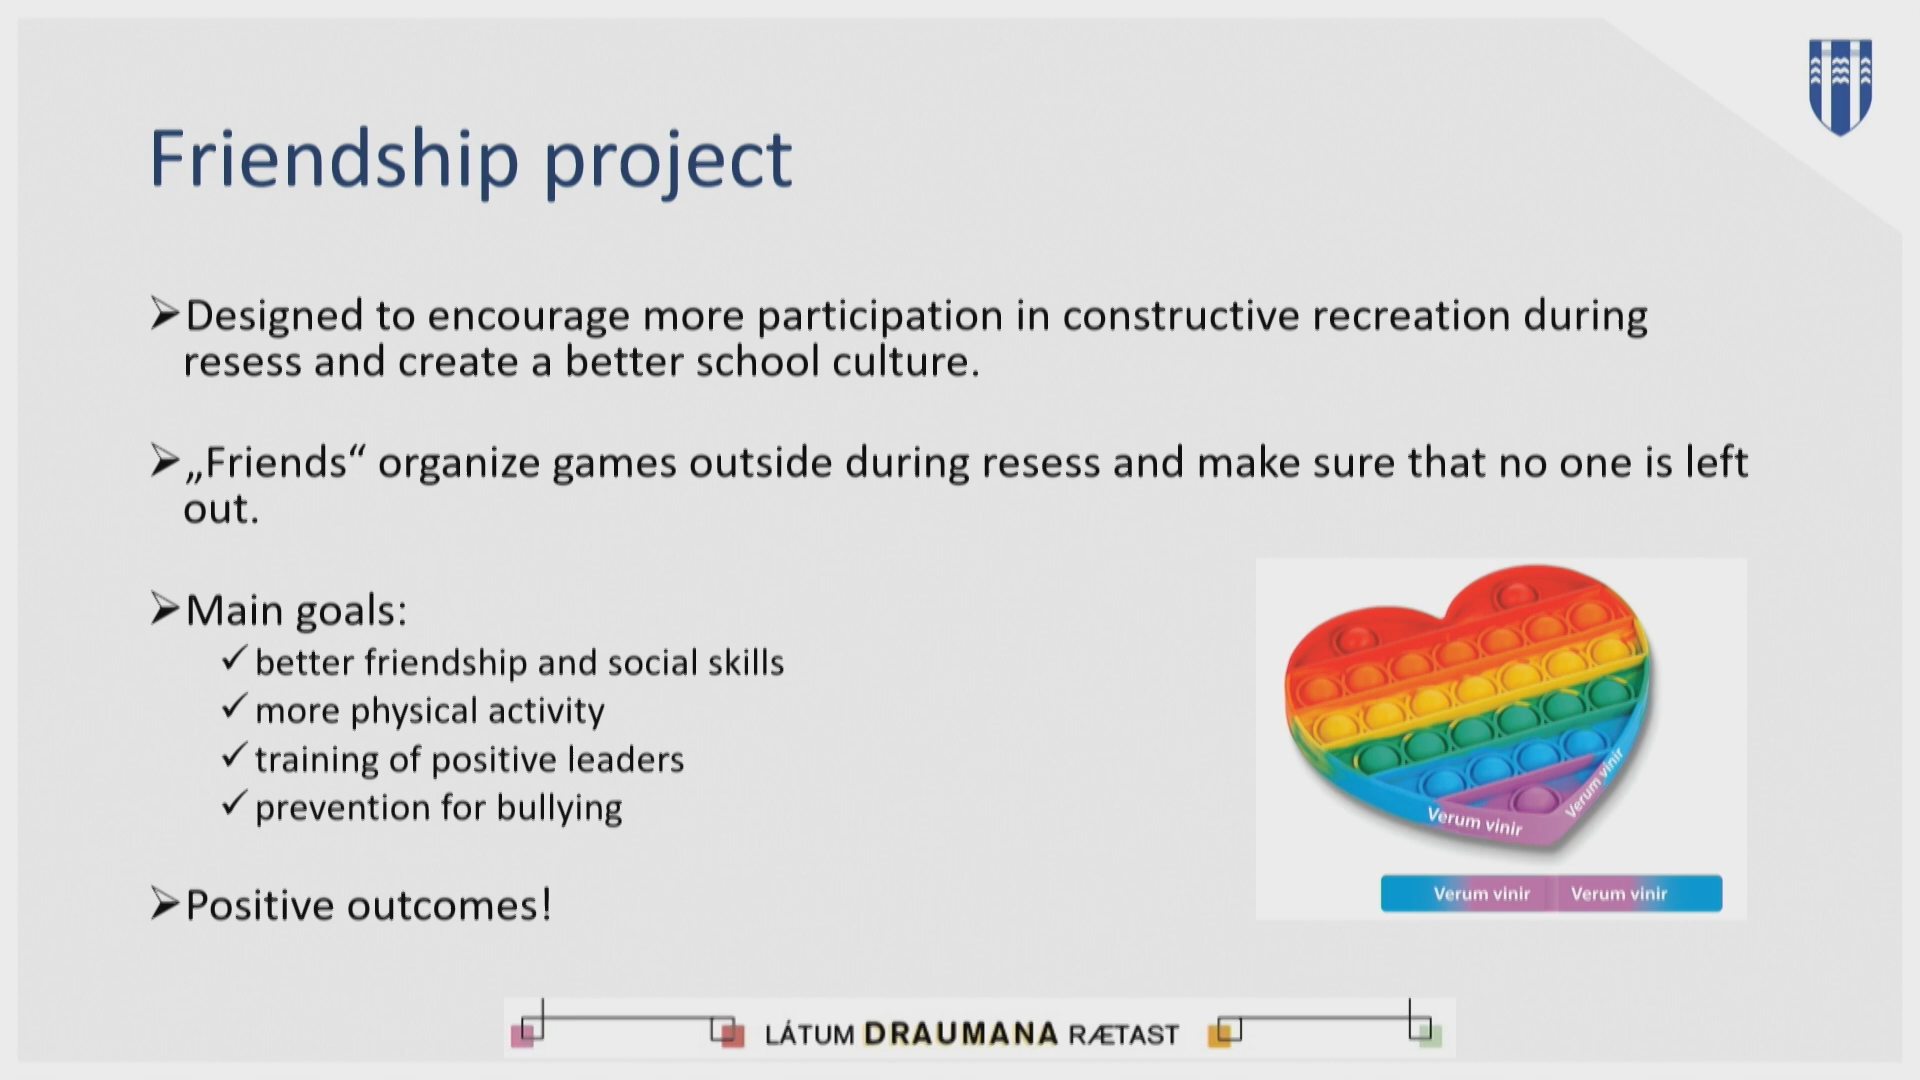 Friendship project
➢Designed to encourage more participation in constructive recreation during
resess and create a better school culture.
➢„Friends“ organize games outside during resess and make sure that no one is left
out.
➢Main goals:
✓better friendship and social skills
✓more physical activity
✓training of positive leaders
✓prevention for bullying
➢Positive outcomes!
Verum vinir
Verum vinir
Verum vinir Verum vinir
LÁTUM DRAUMANA RÆTAST